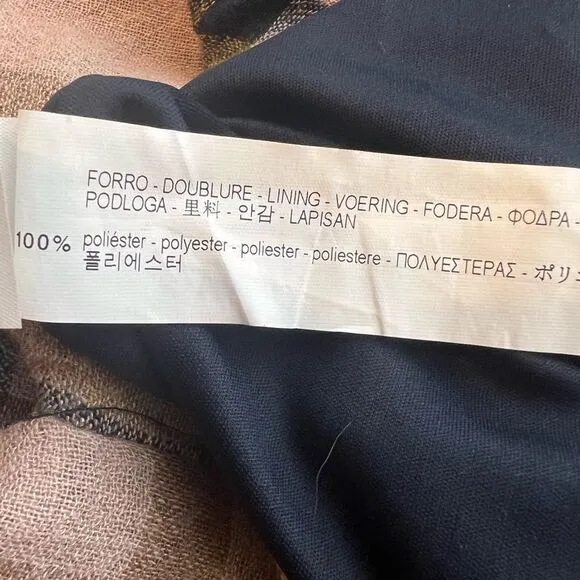 FORRO - DOUBLURE - LINING - VOERING - FODERA - ΦΟΔΡΑ -
PODLOGA - 里料 - 안감 - LAPISAN
100% poliéster - polyester - poliester - poliestere - ΠΟΛΥΕΣΤΕΡΑΣ - ポリ
폴리에스터